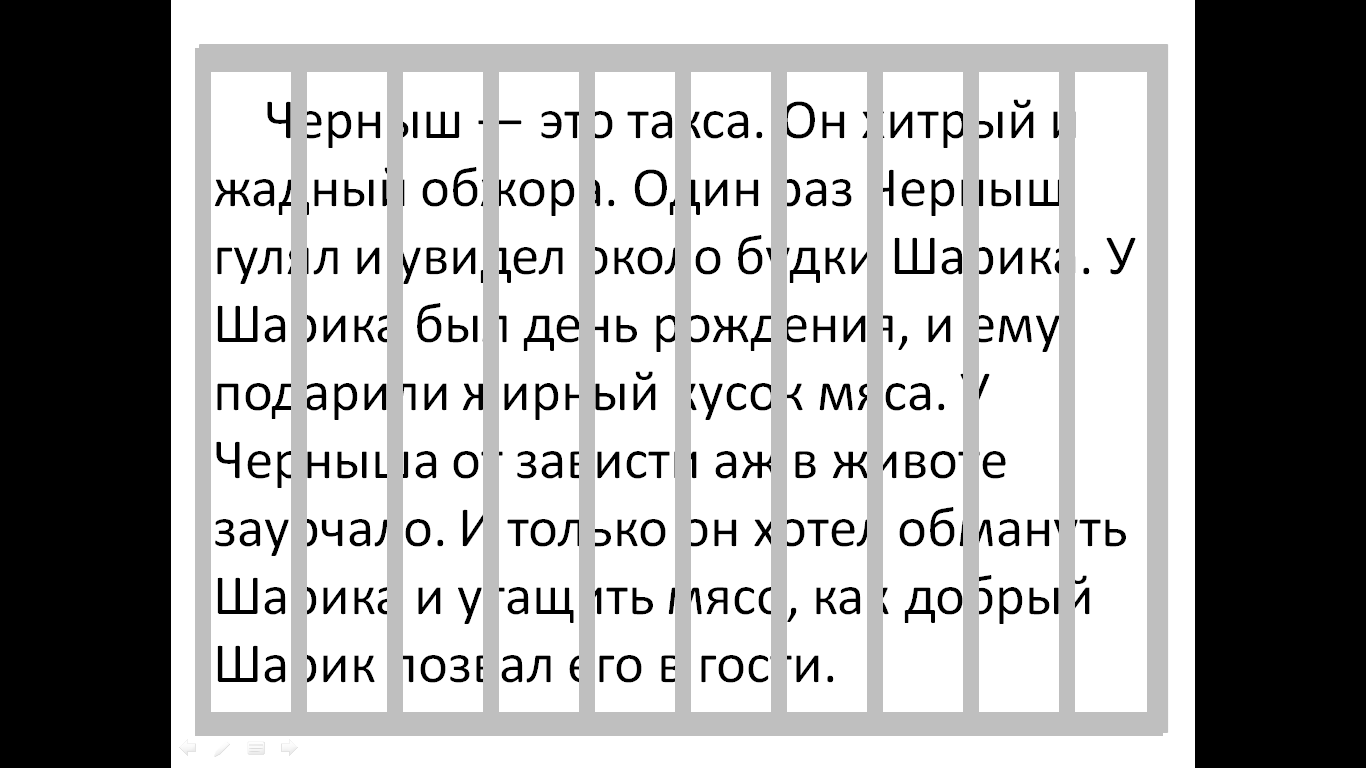 Черныш — это такса. Он хитрый и
жадный обжора. Один раз Черныш
гулял и увидел около будки Шарика. У
Шарика был день рождения, и ему
подарили жирный кусок мяса. У
Черныша от зависти аж в животе
заурчало. И только он хотел обмануть
Шарика и утащить мясо, как добрый
Шарик позвал его в гости.